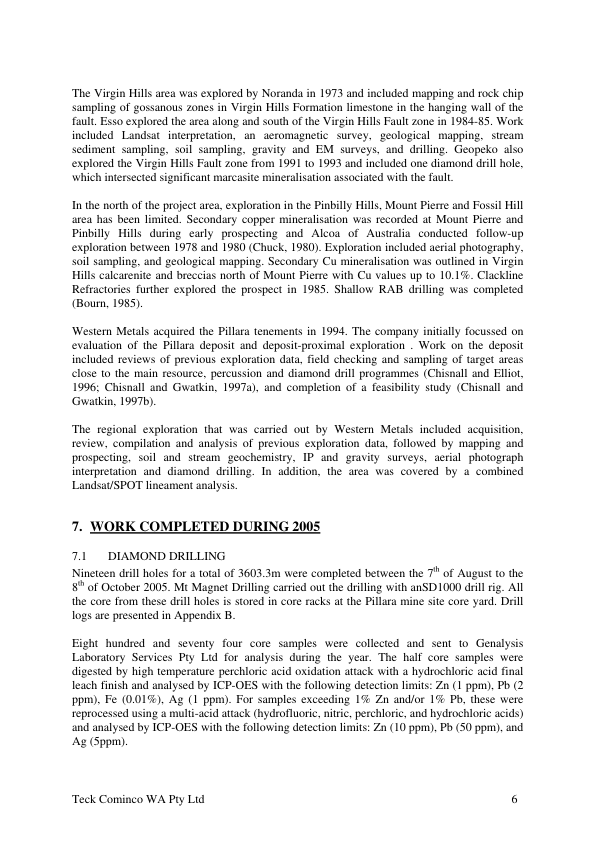 The Virgin Hills area was explored by Noranda in 1973 and included mapping and rock chip
sampling of gossanous zones in Virgin Hills Formation limestone in the hanging wall of the
fault. Esso explored the area along and south of the Virgin Hills Fault zone in 1984-85. Work
included Landsat interpretation, an aeromagnetic survey, geological mapping, stream
sediment sampling, soil sampling, gravity and EM surveys, and drilling. Geopeko also
explored the Virgin Hills Fault zone from 1991 to 1993 and included one diamond drill hole,
which intersected significant marcasite mineralisation associated with the fault.
In the north of the project area, exploration in the Pinbilly Hills, Mount Pierre and Fossil Hill
area has been limited. Secondary copper mineralisation was recorded at Mount Pierre and
Pinbilly Hills during early prospecting and Alcoa of Australia conducted follow-up
exploration between 1978 and 1980 (Chuck, 1980). Exploration included aerial photography,
soil sampling, and geological mapping. Secondary Cu mineralisation was outlined in Virgin
Hills calcarenite and breccias north of Mount Pierre with Cu values up to 10.1%. Clackline
Refractories further explored the prospect in 1985. Shallow RAB drilling was completed
(Bourn, 1985).
Western Metals acquired the Pillara tenements in 1994. The company initially focussed on
evaluation of the Pillara deposit and deposit-proximal exploration . Work on the deposit
included reviews of previous exploration data, field checking and sampling of target areas
close to the main resource, percussion and diamond drill programmes (Chisnall and Elliot,
1996; Chisnall and Gwatkin, 1997a), and completion of a feasibility study (Chisnall and
Gwatkin, 1997b).
The regional exploration that was carried out by Western Metals included acquisition,
review, compilation and analysis of previous exploration data, followed by mapping and
prospecting, soil and stream geochemistry, IP and gravity surveys, aerial photograph
interpretation and diamond drilling. In addition, the area was covered by a combined
Landsat/SPOT lineament analysis.
7. WORK COMPLETED DURING 2005
7.1 DIAMOND DRILLING
Nineteen drill holes for a total of 3603.3m were completed between the 7th of August to the
8th of October 2005. Mt Magnet Drilling carried out the drilling with anSD1000 drill rig. All
the core from these drill holes is stored in core racks at the Pillara mine site core yard. Drill
logs are presented in Appendix B.
Eight hundred and seventy four core samples were collected and sent to Genalysis
Laboratory Services Pty Ltd for analysis during the year. The half core samples were
digested by high temperature perchloric acid oxidation attack with a hydrochloric acid final
leach finish and analysed by ICP-OES with the following detection limits: Zn (1 ppm), Pb (2
ppm), Fe (0.01%), Ag (1 ppm). For samples exceeding 1% Zn and/or 1% Pb, these were
reprocessed using a multi-acid attack (hydrofluoric, nitric, perchloric, and hydrochloric acids)
and analysed by ICP-OES with the following detection limits: Zn (10 ppm), Pb (50 ppm), and
Ag (5ppm).
Teck Cominco WA Pty Ltd 6